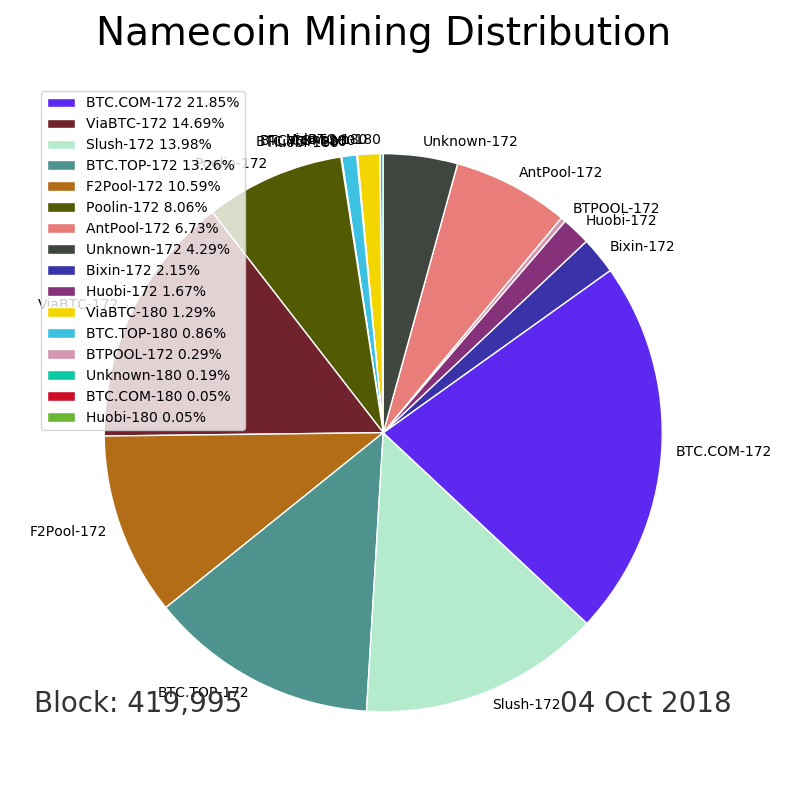 Namecoin Mining Distribution
BTC.COM-172 21.85%
ViaBTC-172 14.69%
Slush-172 13.98%
BTC.TOP-172 13.26%
F2Pool-172 10.59%
Poolin-172 8.06%
AntPool-172 6.73%
Unknown-172 4.29%
Bixin-172 2.15%
Huobi-172 1.67%
ViaBTC-180 1.29%
BTC.TOP-180 0.86%
BTPOOL-172 0.29%
Unknown-180 0.19%
BTC.COM-180 0.05%
Huobi-180 0.05%
Unknown-172
AntPool-172
BTPOOL-172
Huobi-172
Bixin-172
BTC.COM-172
Slush-172
BTC.TOP-172
F2Pool-172
ViaBTC-172
Poolin-172
Huobi-180
Block: 419,995
04 Oct 2018